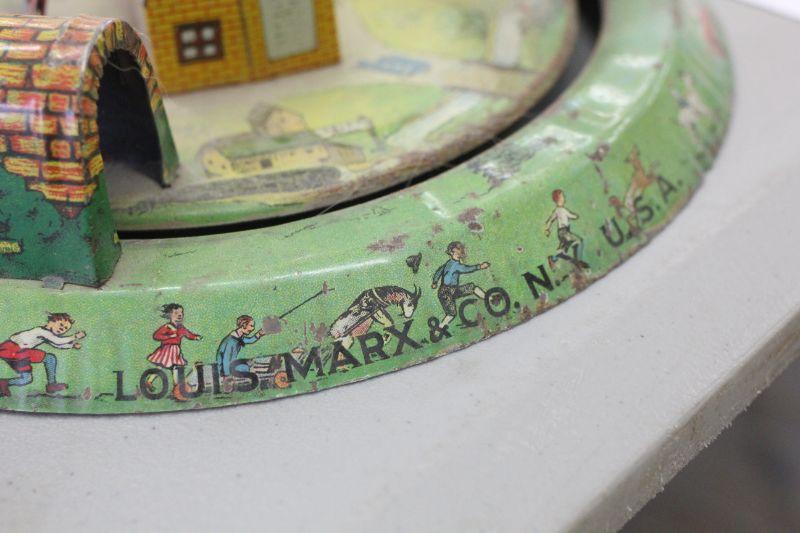 LOUIS MARX & CO. N.Y. U.S.A.